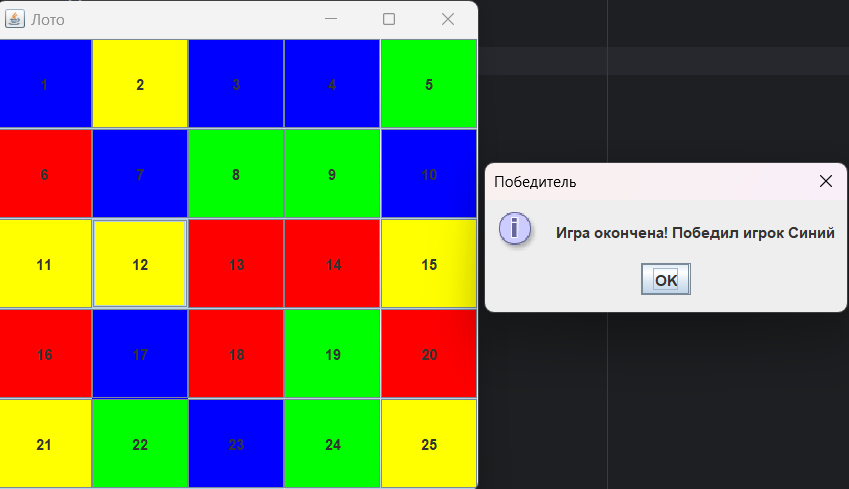 Лото
1 2 3 4 5
6 7 8 9 10
11 12 13 14 15
16 17 18 19 20
21 22 23 24 25
Победитель
Игра окончена! Победил игрок Синий
OK